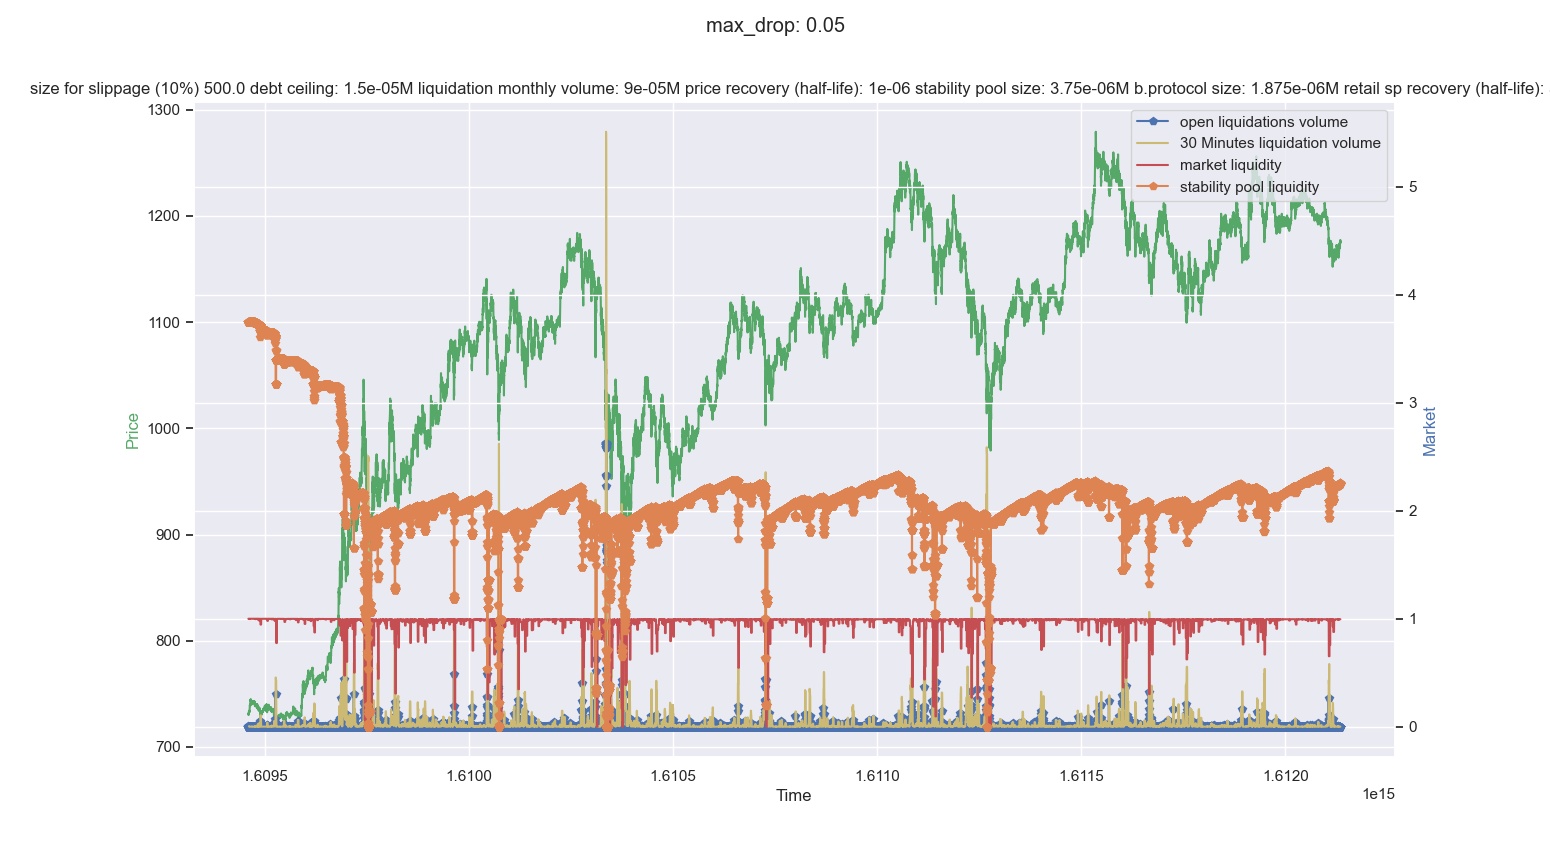 max_drop: 0.05
size for slippage (10%) 500.0 debt ceiling: 1.5e-05M liquidation monthly volume: 9e-05M price recovery (half-life): 1e-06 stability pool size: 3.75e-06M b.protocol size: 1.875e-06M retail sp recovery (half-life):
open liquidations volume
30 Minutes liquidation volume
market liquidity
stability pool liquidity
1300
1200
1100
1000
900
800
700
Price
5
4
3
2
1
0
Market
1.6095 1.6100 1.6105 1.6110 1.6115 1.6120
1e15
Time